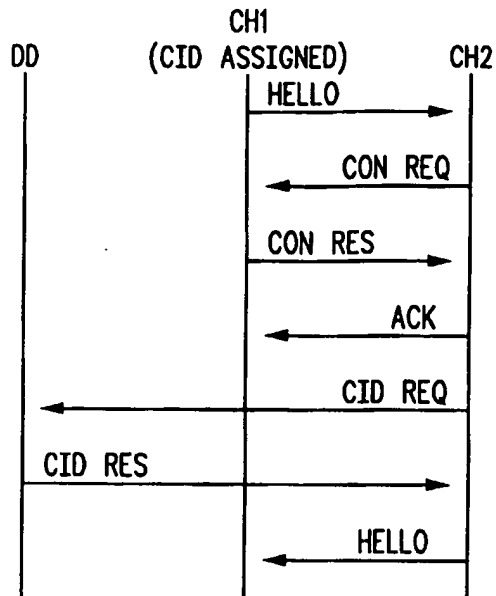 CH1
DD (CID ASSIGNED) CH2
HELLO
CON REQ
CON RES
ACK
CID REQ
CID RES
HELLO